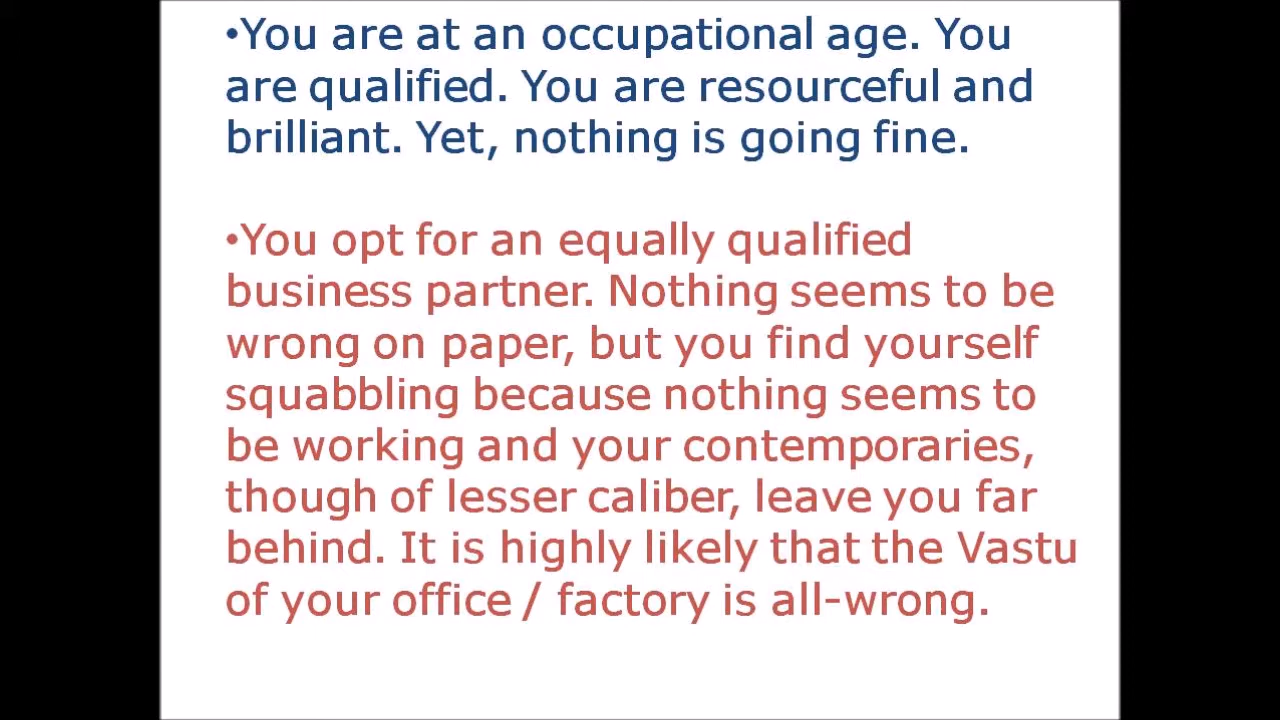 •You are at an occupational age. You
are qualified. You are resourceful and
brilliant. Yet, nothing is going fine.
•You opt for an equally qualified
business partner. Nothing seems to be
wrong on paper, but you find yourself
squabbling because nothing seems to
be working and your contemporaries,
though of lesser caliber, leave you far
behind. It is highly likely that the Vastu
of your office / factory is all-wrong.